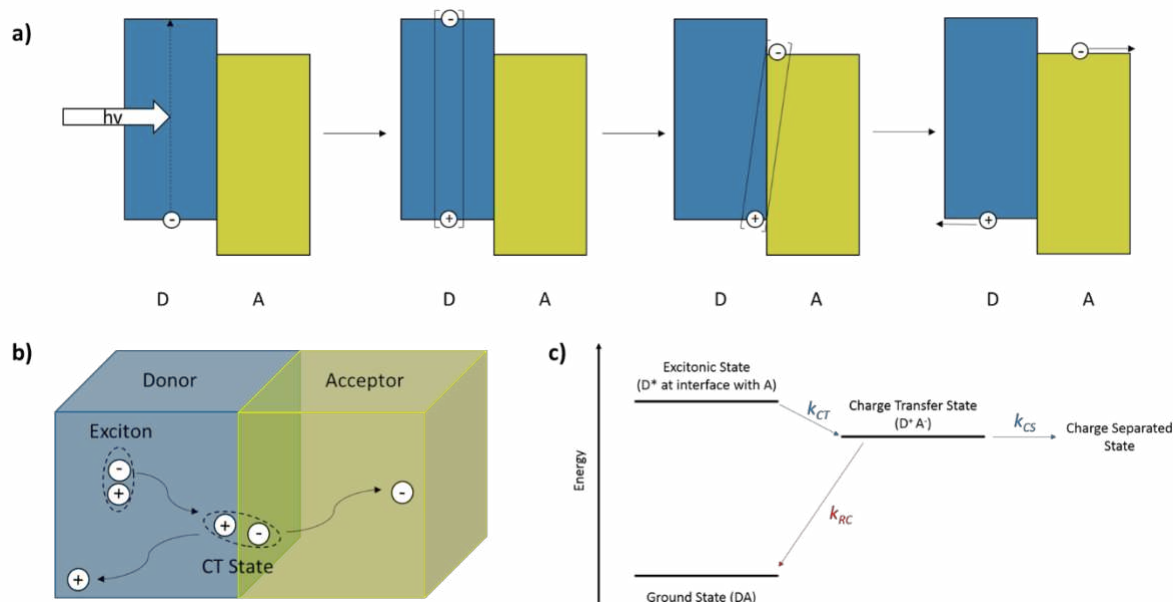 a)
hν
-
-
+
-
+
-
+
D A D A D A D A
b)
Donor Acceptor
Exciton
-
+
-
+
-
CT State
+
c)
Energy
Excitonic State
(D* at interface with A)
k_CT
Charge Transfer State
(D⁺ A⁻)
k_CS
Charge Separated
State
k_RC
Ground State (DA)